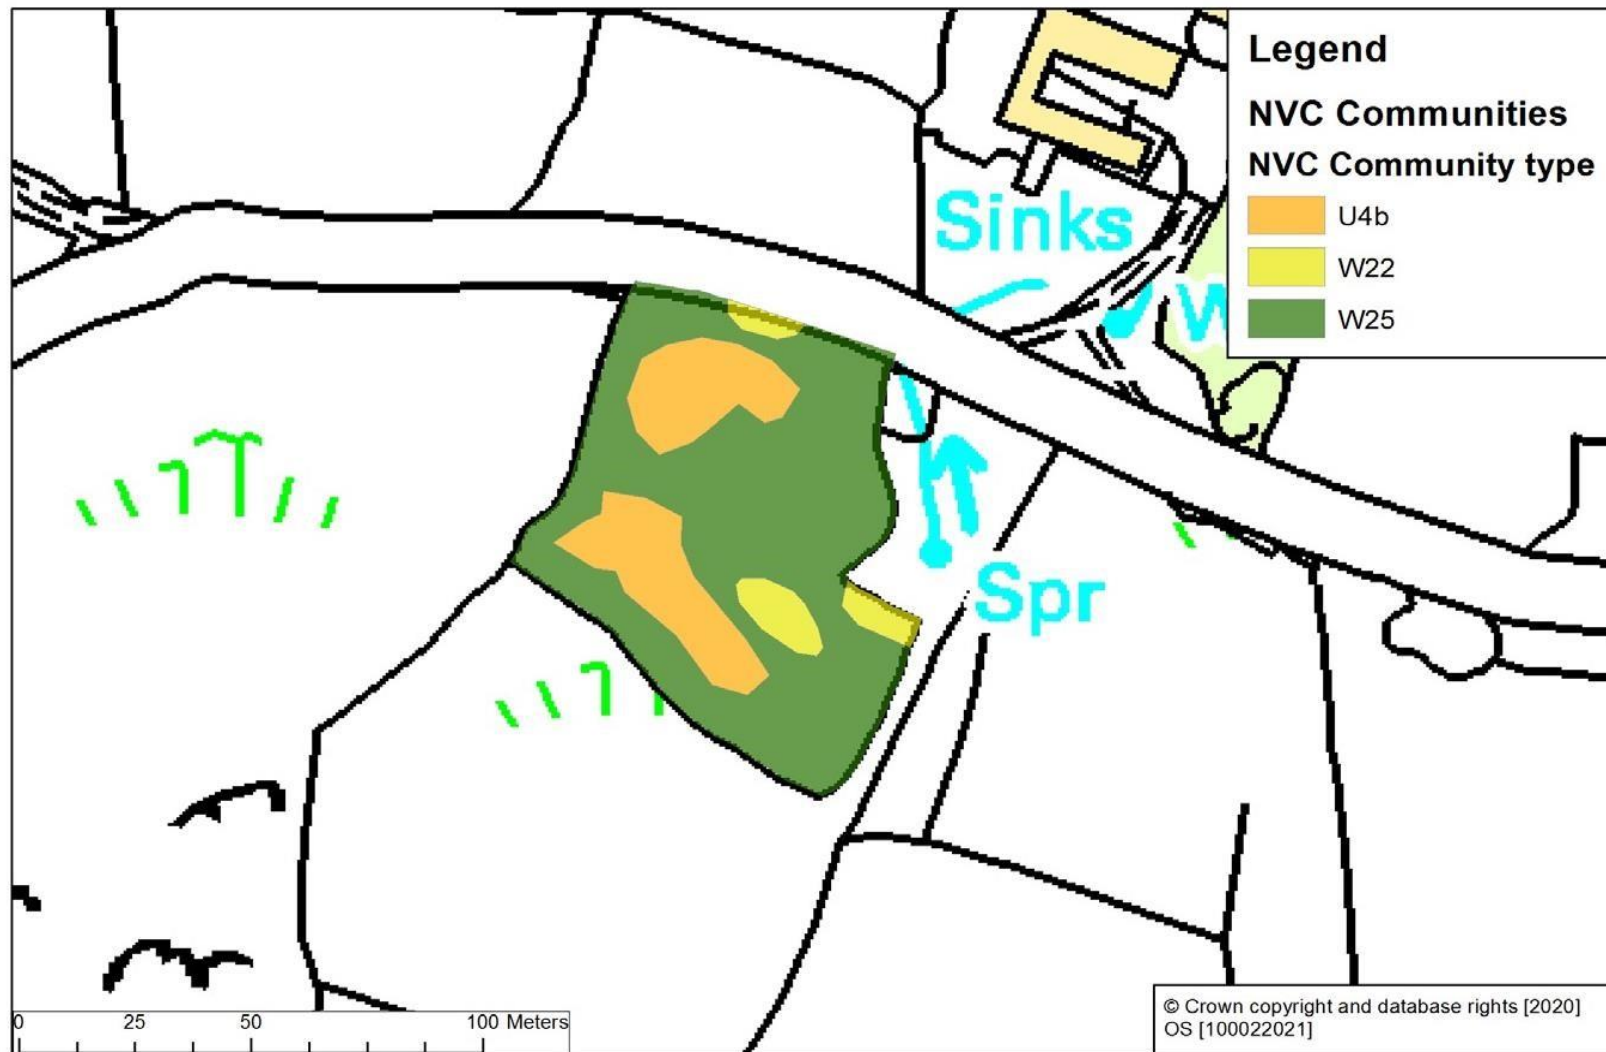 Legend
NVC Communities
NVC Community type
U4b
W22
W25
Sinks
W
Spr
0 25 50 100 Meters
© Crown copyright and database rights [2020]
OS [100022021]